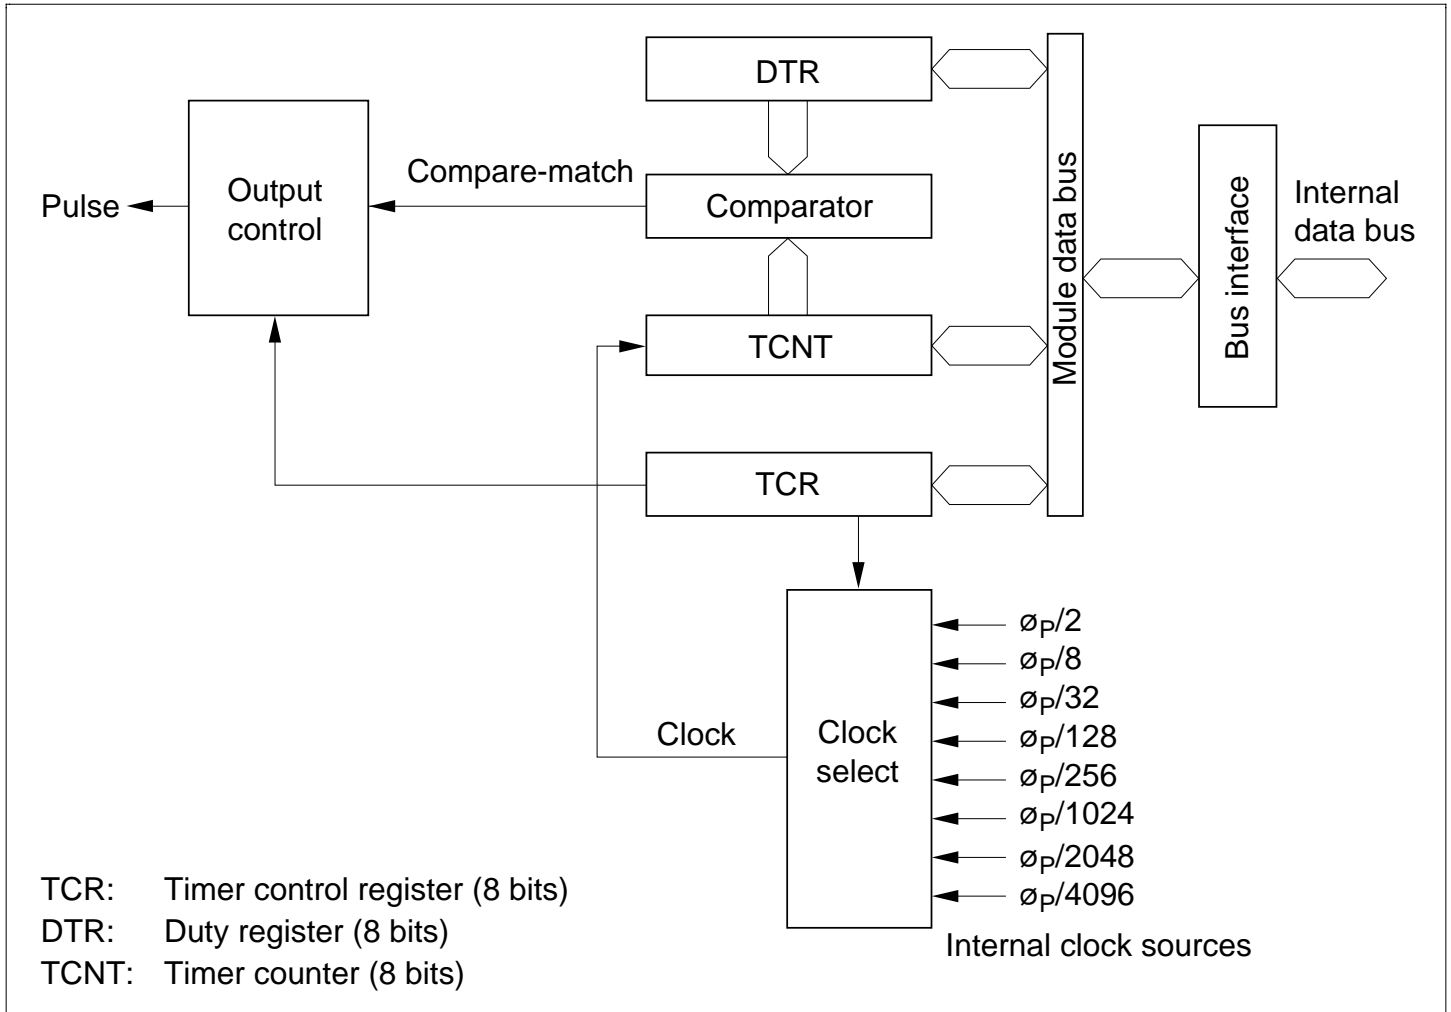 DTR
Compare-match
Output
control
Pulse
Comparator
Module data bus
Bus interface
Internal
data bus
TCNT
TCR
Clock
Clock
select
øP/2
øP/8
øP/32
øP/128
øP/256
øP/1024
øP/2048
øP/4096
Internal clock sources
TCR: Timer control register (8 bits)
DTR: Duty register (8 bits)
TCNT: Timer counter (8 bits)